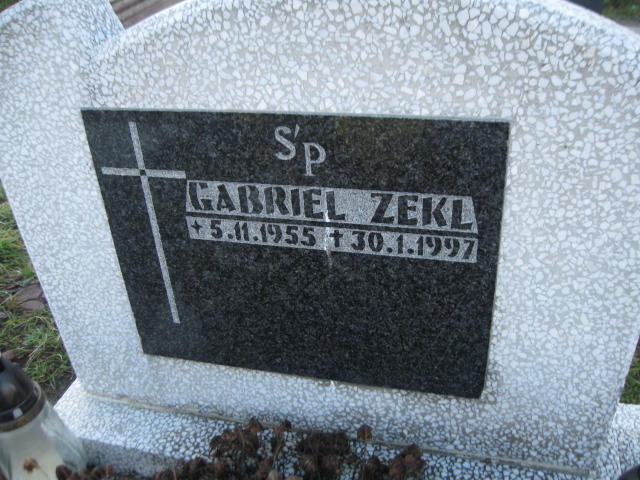 Ś'P
GABRIEL ZEKL
+ 5.11.1955 + 30.1.1997